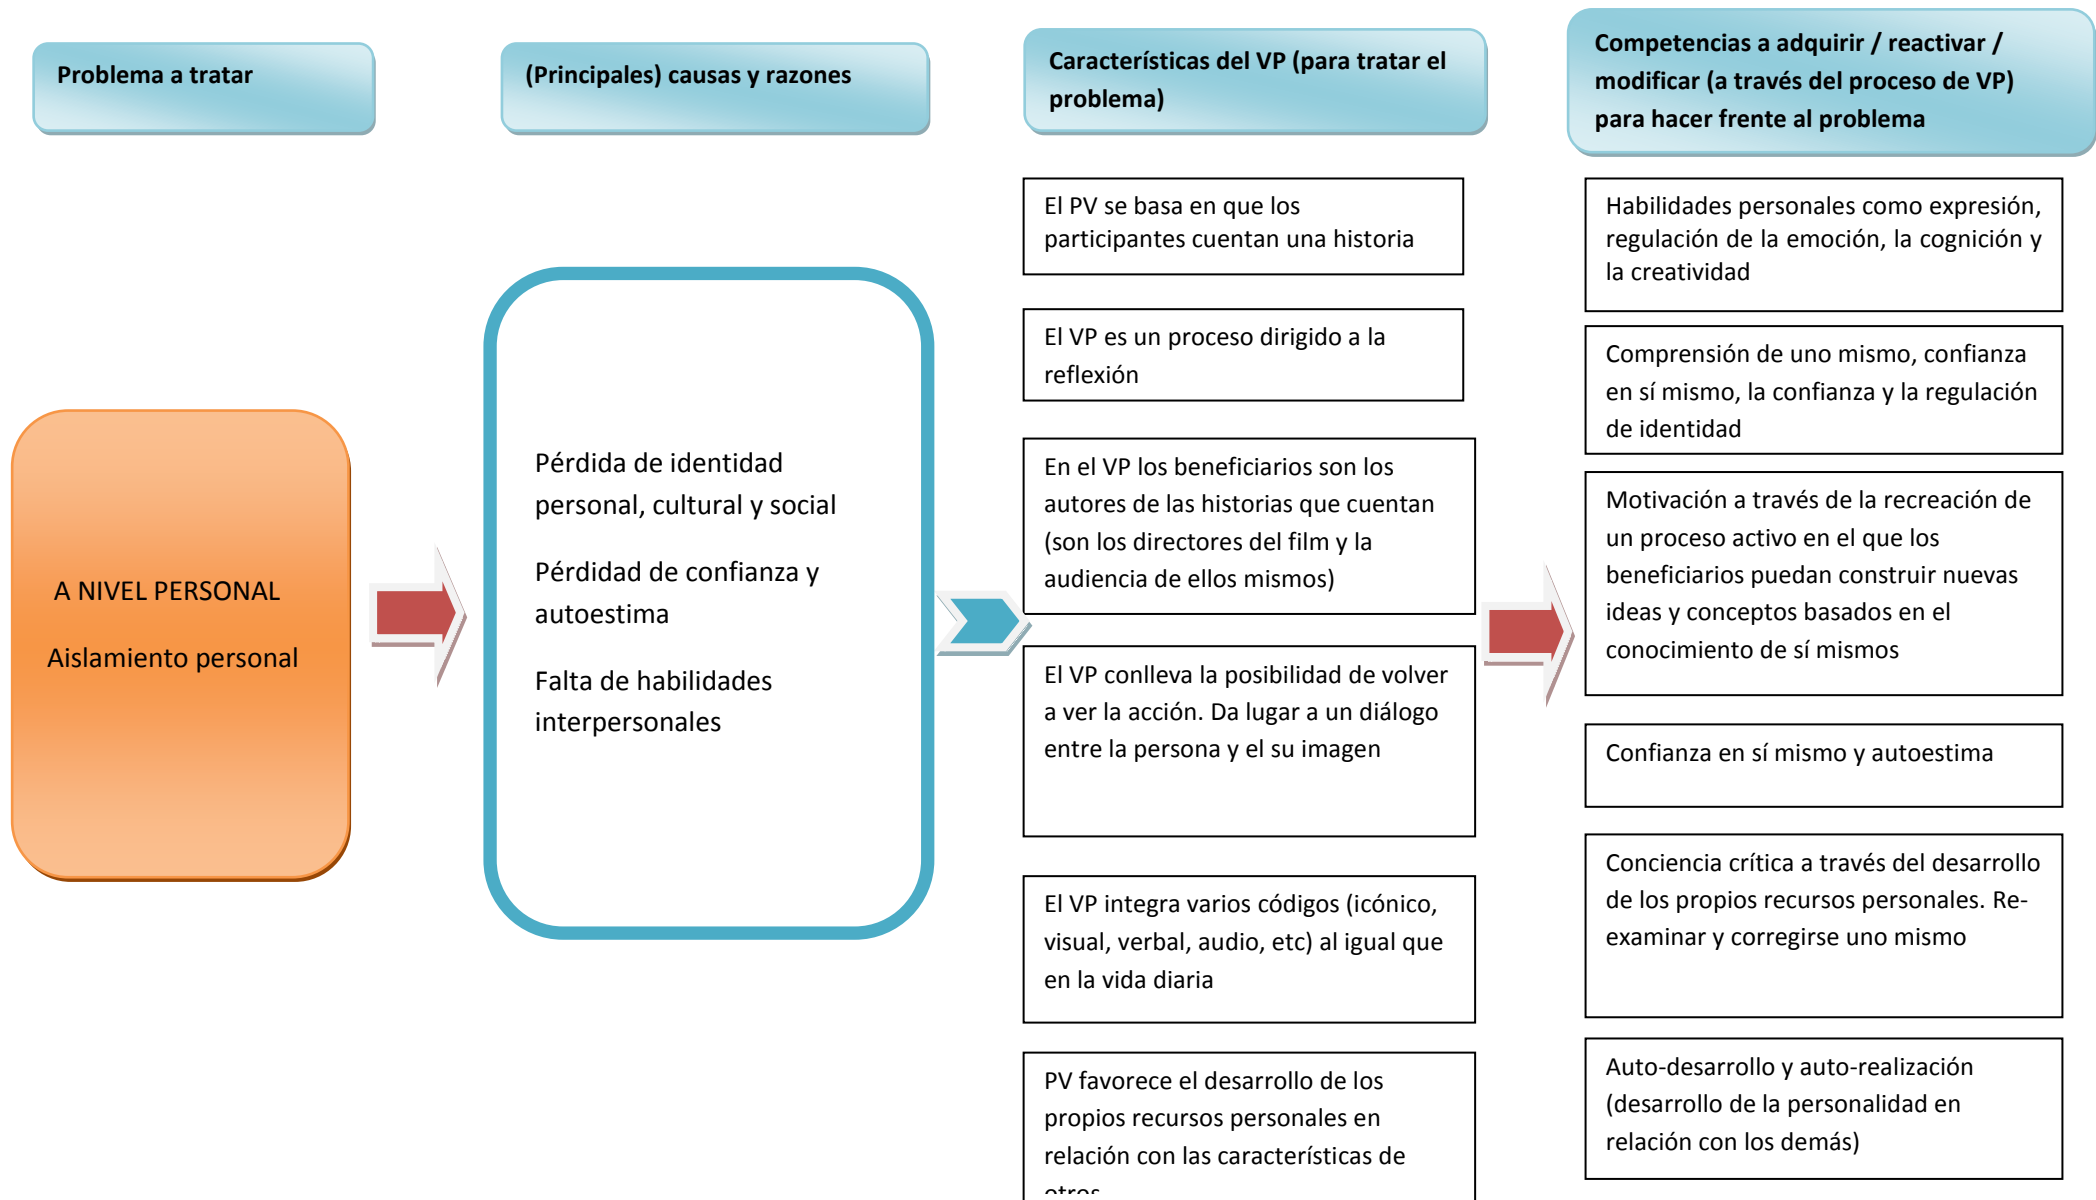 Problema a tratar
(Principales) causas y razones
Características del VP (para tratar el
problema)
Competencias a adquirir / reactivar /
modificar (a través del proceso de VP)
para hacer frente al problema
A NIVEL PERSONAL
Aislamiento personal
Pérdida de identidad
personal, cultural y social
Pérdidad de confianza y
autoestima
Falta de habilidades
interpersonales
El PV se basa en que los
participantes cuentan una historia
El VP es un proceso dirigido a la
reflexión
En el VP los beneficiarios son los
autores de las historias que cuentan
(son los directores del film y la
audiencia de ellos mismos)
El VP conlleva la posibilidad de volver
a ver la acción. Da lugar a un diálogo
entre la persona y el su imagen
El VP integra varios códigos (icónico,
visual, verbal, audio, etc) al igual que
en la vida diaria
PV favorece el desarrollo de los
propios recursos personales en
relación con las características de
otros
Habilidades personales como expresión,
regulación de la emoción, la cognición y
la creatividad
Comprensión de uno mismo, confianza
en sí mismo, la confianza y la regulación
de identidad
Motivación a través de la recreación de
un proceso activo en el que los
beneficiarios puedan construir nuevas
ideas y conceptos basados en el
conocimiento de sí mismos
Confianza en sí mismo y autoestima
Conciencia crítica a través del desarrollo
de los propios recursos personales. Re-
examinar y corregirse uno mismo
Auto-desarrollo y auto-realización
(desarrollo de la personalidad en
relación con los demás)